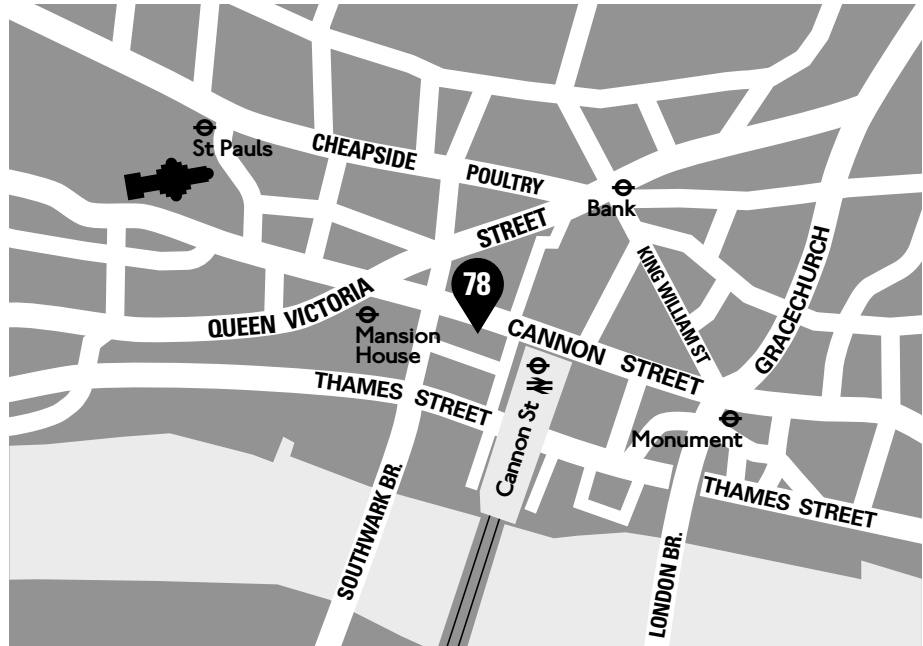 St Pauls
CHEAPSIDE
POULTRY
Bank
STREET
QUEEN VICTORIA
78
KING WILLIAM ST
GRACECHURCH
Mansion
House
CANNON STREET
THAMES STREET
Cannon St
Monument
THAMES STREET
SOUTHWARK BR.
LONDON BR.